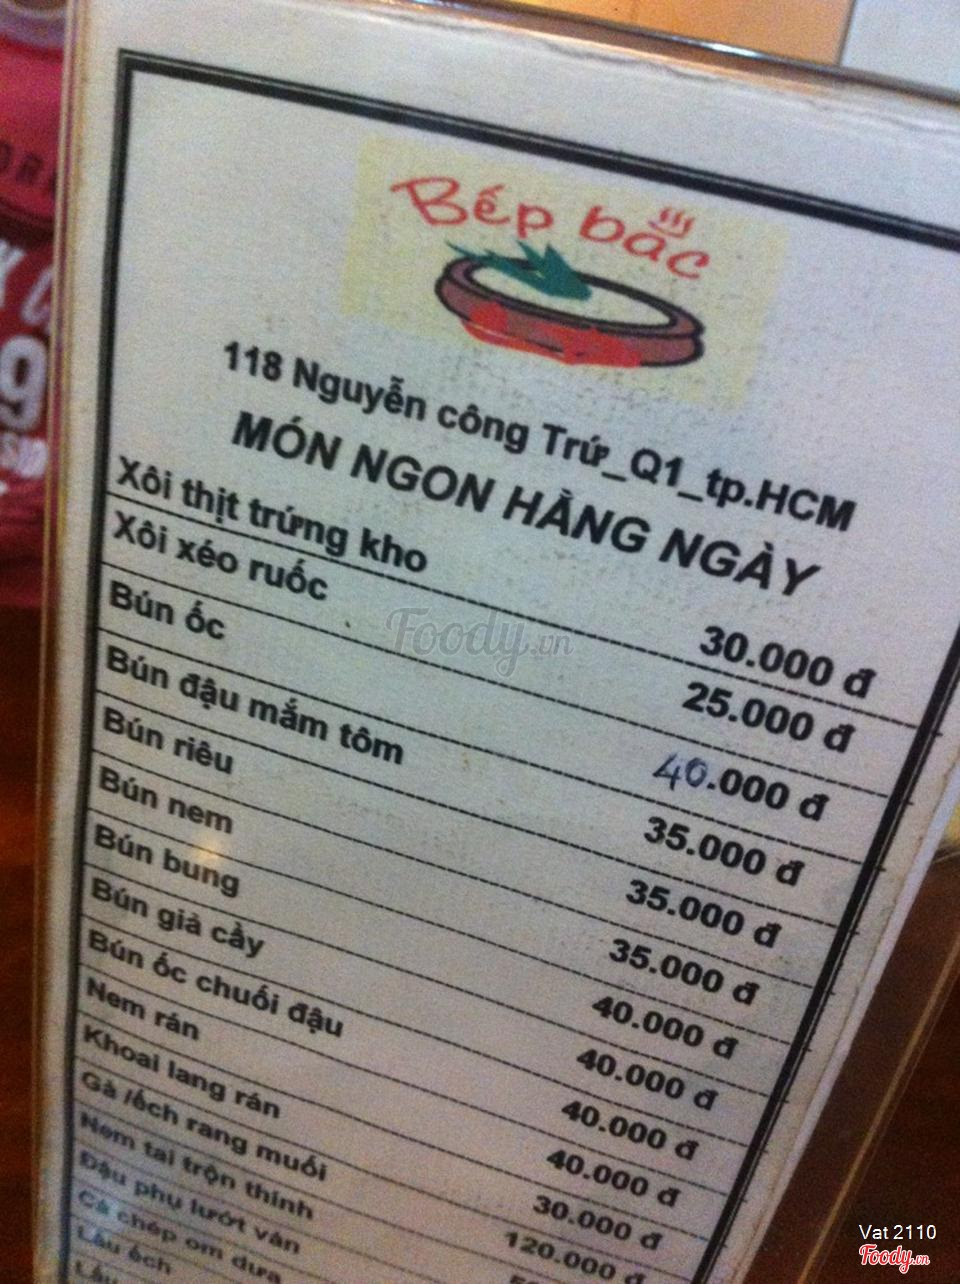 Bếp bắc
118 Nguyễn công Trứ_Q1_tp.HCM
MÓN NGON HẰNG NGÀY
Xôi thịt trứng kho 30.000 đ
Xôi xéo ruốc 25.000 đ
Bún ốc 40.000 đ
Bún đậu mắm tôm 35.000 đ
Bún riêu 35.000 đ
Bún nem 35.000 đ
Bún bung 40.000 đ
Bún giả cầy 40.000 đ
Bún ốc chuối đậu 40.000 đ
Nem rán 40.000 đ
Khoai lang rán 30.000 đ
Gà /ếch rang muối 120.000 đ
Nem tai trộn thính
Đậu phụ lướt ván
Cá chép om dưa
Lẩu ếch
Lẩu
Foody.vn
Vat 2110
Foody.vn